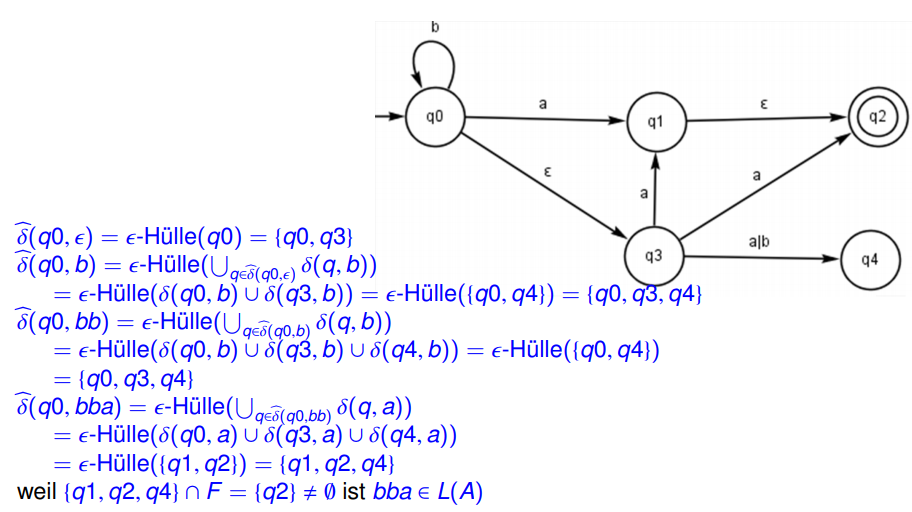 b
q0
a
q1
ε
q2
ε
a
a
q3
a|b
q4
δ̂(q0, ϵ) = ϵ-Hülle(q0) = {q0, q3}
δ̂(q0, b) = ϵ-Hülle(⋃_{q∈δ̂(q0,ϵ)} δ(q, b))
= ϵ-Hülle(δ(q0, b) ∪ δ(q3, b)) = ϵ-Hülle({q0, q4}) = {q0, q3, q4}
δ̂(q0, bb) = ϵ-Hülle(⋃_{q∈δ̂(q0,b)} δ(q, b))
= ϵ-Hülle(δ(q0, b) ∪ δ(q3, b) ∪ δ(q4, b)) = ϵ-Hülle({q0, q4})
= {q0, q3, q4}
δ̂(q0, bba) = ϵ-Hülle(⋃_{q∈δ̂(q0,bb)} δ(q, a))
= ϵ-Hülle(δ(q0, a) ∪ δ(q3, a) ∪ δ(q4, a))
= ϵ-Hülle({q1, q2}) = {q1, q2, q4}
weil {q1, q2, q4} ∩ F = {q2} ≠ ∅ ist bba ∈ L(A)